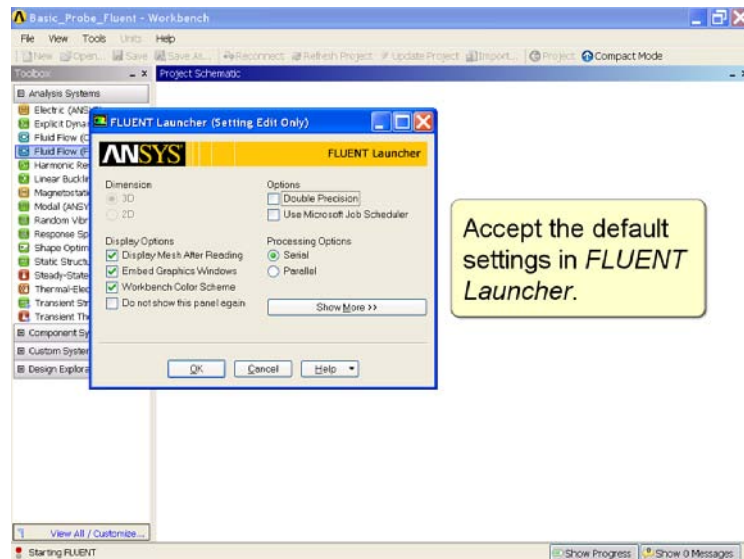 Basic_Probe_Fluent - Workbench
File View Tools Units Help
New Open... Save Save As... Reconnect Refresh Project Update Project Import... Project Compact Mode
Toolbox
Project Schematic
Analysis Systems
Electric (ANS
Explicit Dyna
Fluid Flow (C
Fluid Flow (F
Harmonic Re
Linear Buckli
Magnetostati
Modal (ANSY
Random Vibr
Response Sp
Shape Optim
Static Struct
Steady-State
Thermal-Elec
Transient Str
Transient Th
Component Sy
Custom System
Design Explora
View All / Customize...
FLUENT Launcher (Setting Edit Only)
ANSYS
FLUENT Launcher
Dimension
3D
2D
Options
Double Precision
Use Microsoft Job Scheduler
Display Options
Display Mesh After Reading
Embed Graphics Windows
Workbench Color Scheme
Do not show this panel again
Processing Options
Serial
Parallel
Show More >>
OK Cancel Help
Accept the default
settings in FLUENT
Launcher.
Starting FLUENT
Show Progress Show 0 Messages